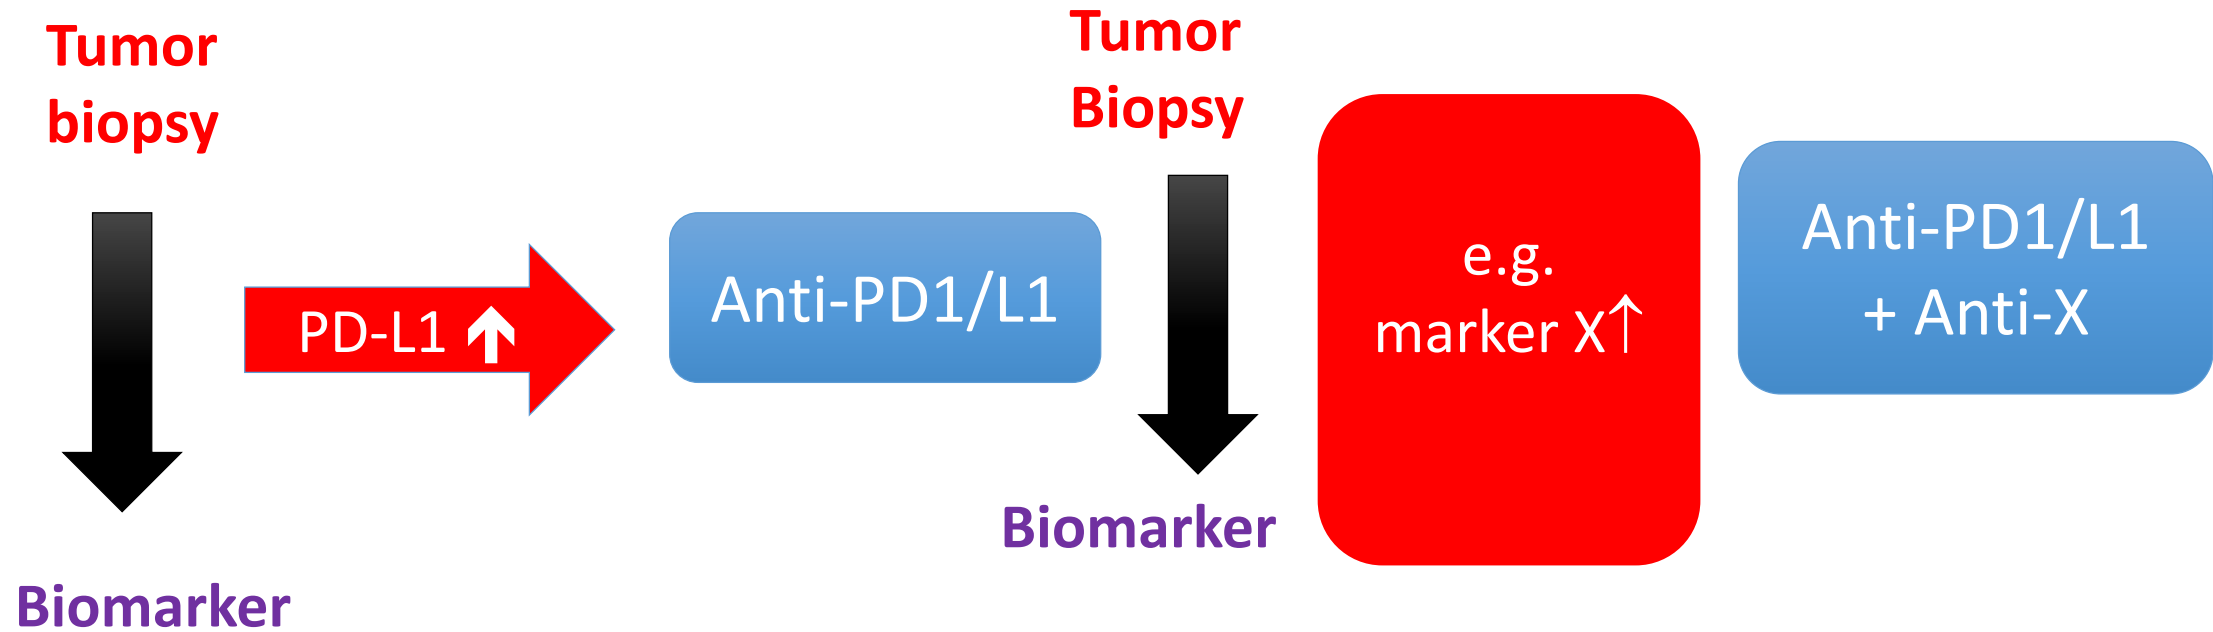 Tumor
biopsy
Biomarker
PD-L1 ↑
Anti-PD1/L1
Tumor
Biopsy
Biomarker
e.g.
marker X↑
Anti-PD1/L1
+ Anti-X